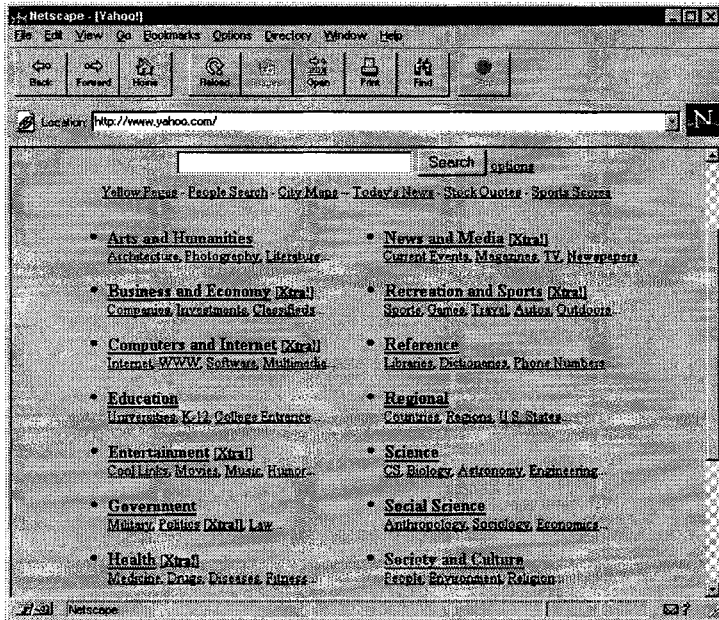 Netscape - [Yahoo!]
File Edit View Go Bookmarks Options Directory Window Help
Back Forward Home Reload Images Open Print Find Stop
Location: http://www.yahoo.com/
N
Search options
Yellow Pages - People Search - City Maps -- Today's News - Stock Quotes - Sports Scores
• Arts and Humanities
Architecture, Photography, Literature...
• Business and Economy [Xtra!]
Companies, Investments, Classifieds...
• Computers and Internet [Xtra!]
Internet, WWW, Software, Multimedia...
• Education
Universities, K-12, College Entrance...
• Entertainment [Xtra!]
Cool Links, Movies, Music, Humor...
• Government
Military, Politics [Xtra!], Law...
• Health [Xtra!]
Medicine, Drugs, Diseases, Fitness...
• News and Media [Xtra!]
Current Events, Magazines, TV, Newspapers...
• Recreation and Sports [Xtra!]
Sports, Games, Travel, Autos, Outdoors...
• Reference
Libraries, Dictionaries, Phone Numbers...
• Regional
Countries, Regions, U.S. States...
• Science
CS, Biology, Astronomy, Engineering...
• Social Science
Anthropology, Sociology, Economics...
• Society and Culture
People, Environment, Religion...
Netscape